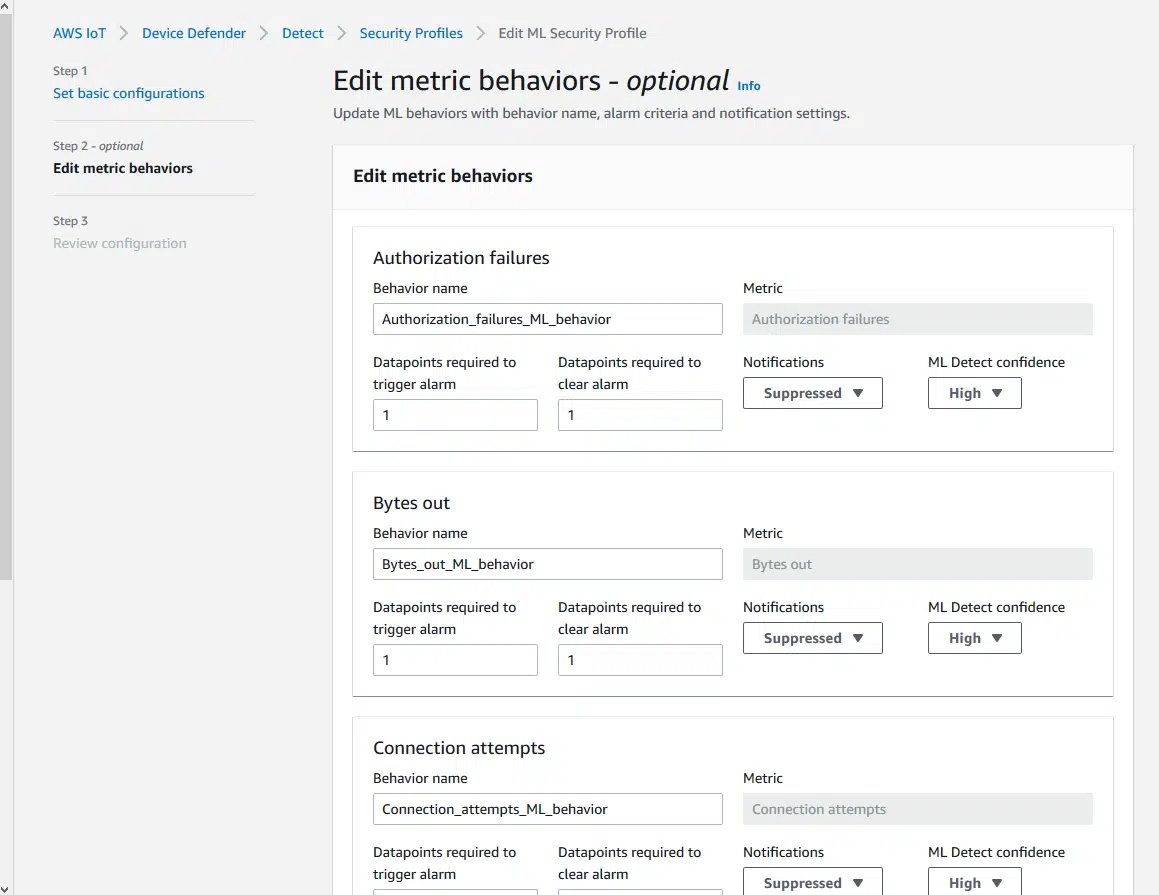 AWS IoT > Device Defender > Detect > Security Profiles > Edit ML Security Profile
Step 1
Set basic configurations
Step 2 - optional
Edit metric behaviors
Step 3
Review configuration
Edit metric behaviors - optional Info
Update ML behaviors with behavior name, alarm criteria and notification settings.
Edit metric behaviors
Authorization failures
Behavior name
Metric
Authorization_failures_ML_behavior
Authorization failures
Datapoints required to
trigger alarm
Datapoints required to
clear alarm
Notifications
ML Detect confidence
1
1
Suppressed
High
Bytes out
Behavior name
Metric
Bytes_out_ML_behavior
Bytes out
Datapoints required to
trigger alarm
Datapoints required to
clear alarm
Notifications
ML Detect confidence
1
1
Suppressed
High
Connection attempts
Behavior name
Metric
Connection_attempts_ML_behavior
Connection attempts
Datapoints required to
trigger alarm
Datapoints required to
clear alarm
Notifications
ML Detect confidence
Suppressed
High